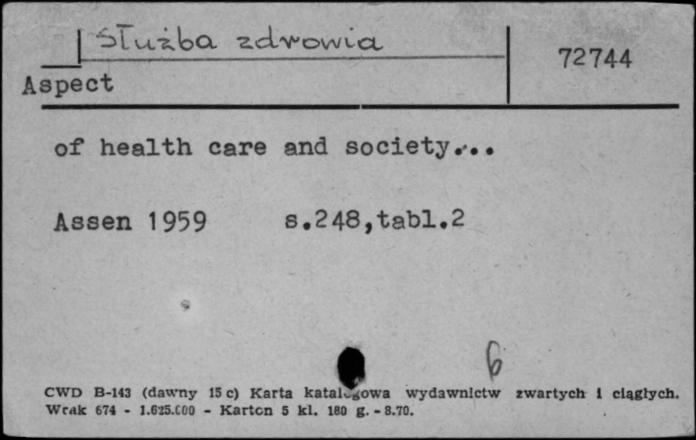 Służba zdrowia
72744
Aspect
of health care and society...
Assen 1959 s.248,tabl.2
6
CWD B-143 (dawny 15 c) Karta katalogowa wydawnictw zwartych i ciągłych.
Wrak 674 - 1.625.000 - Karton 5 kl. 180 g. - 8.70.